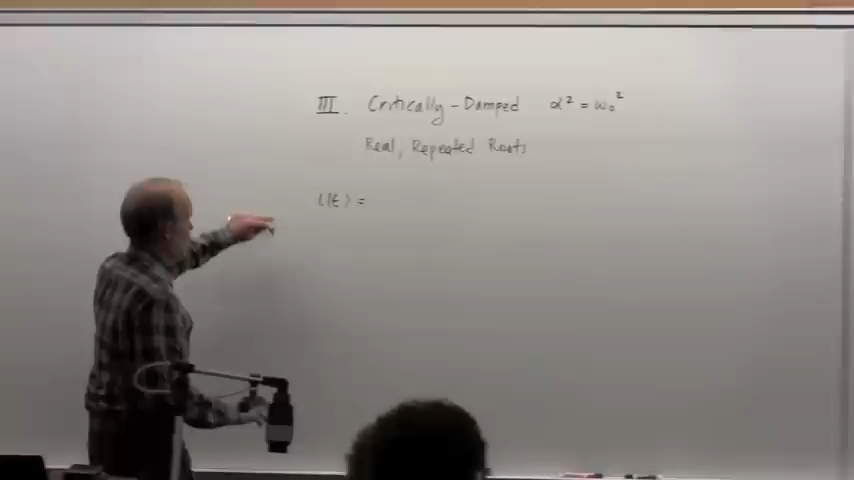 III. Critically-Damped α² = ω₀²
Real, Repeated Roots
i(t) =